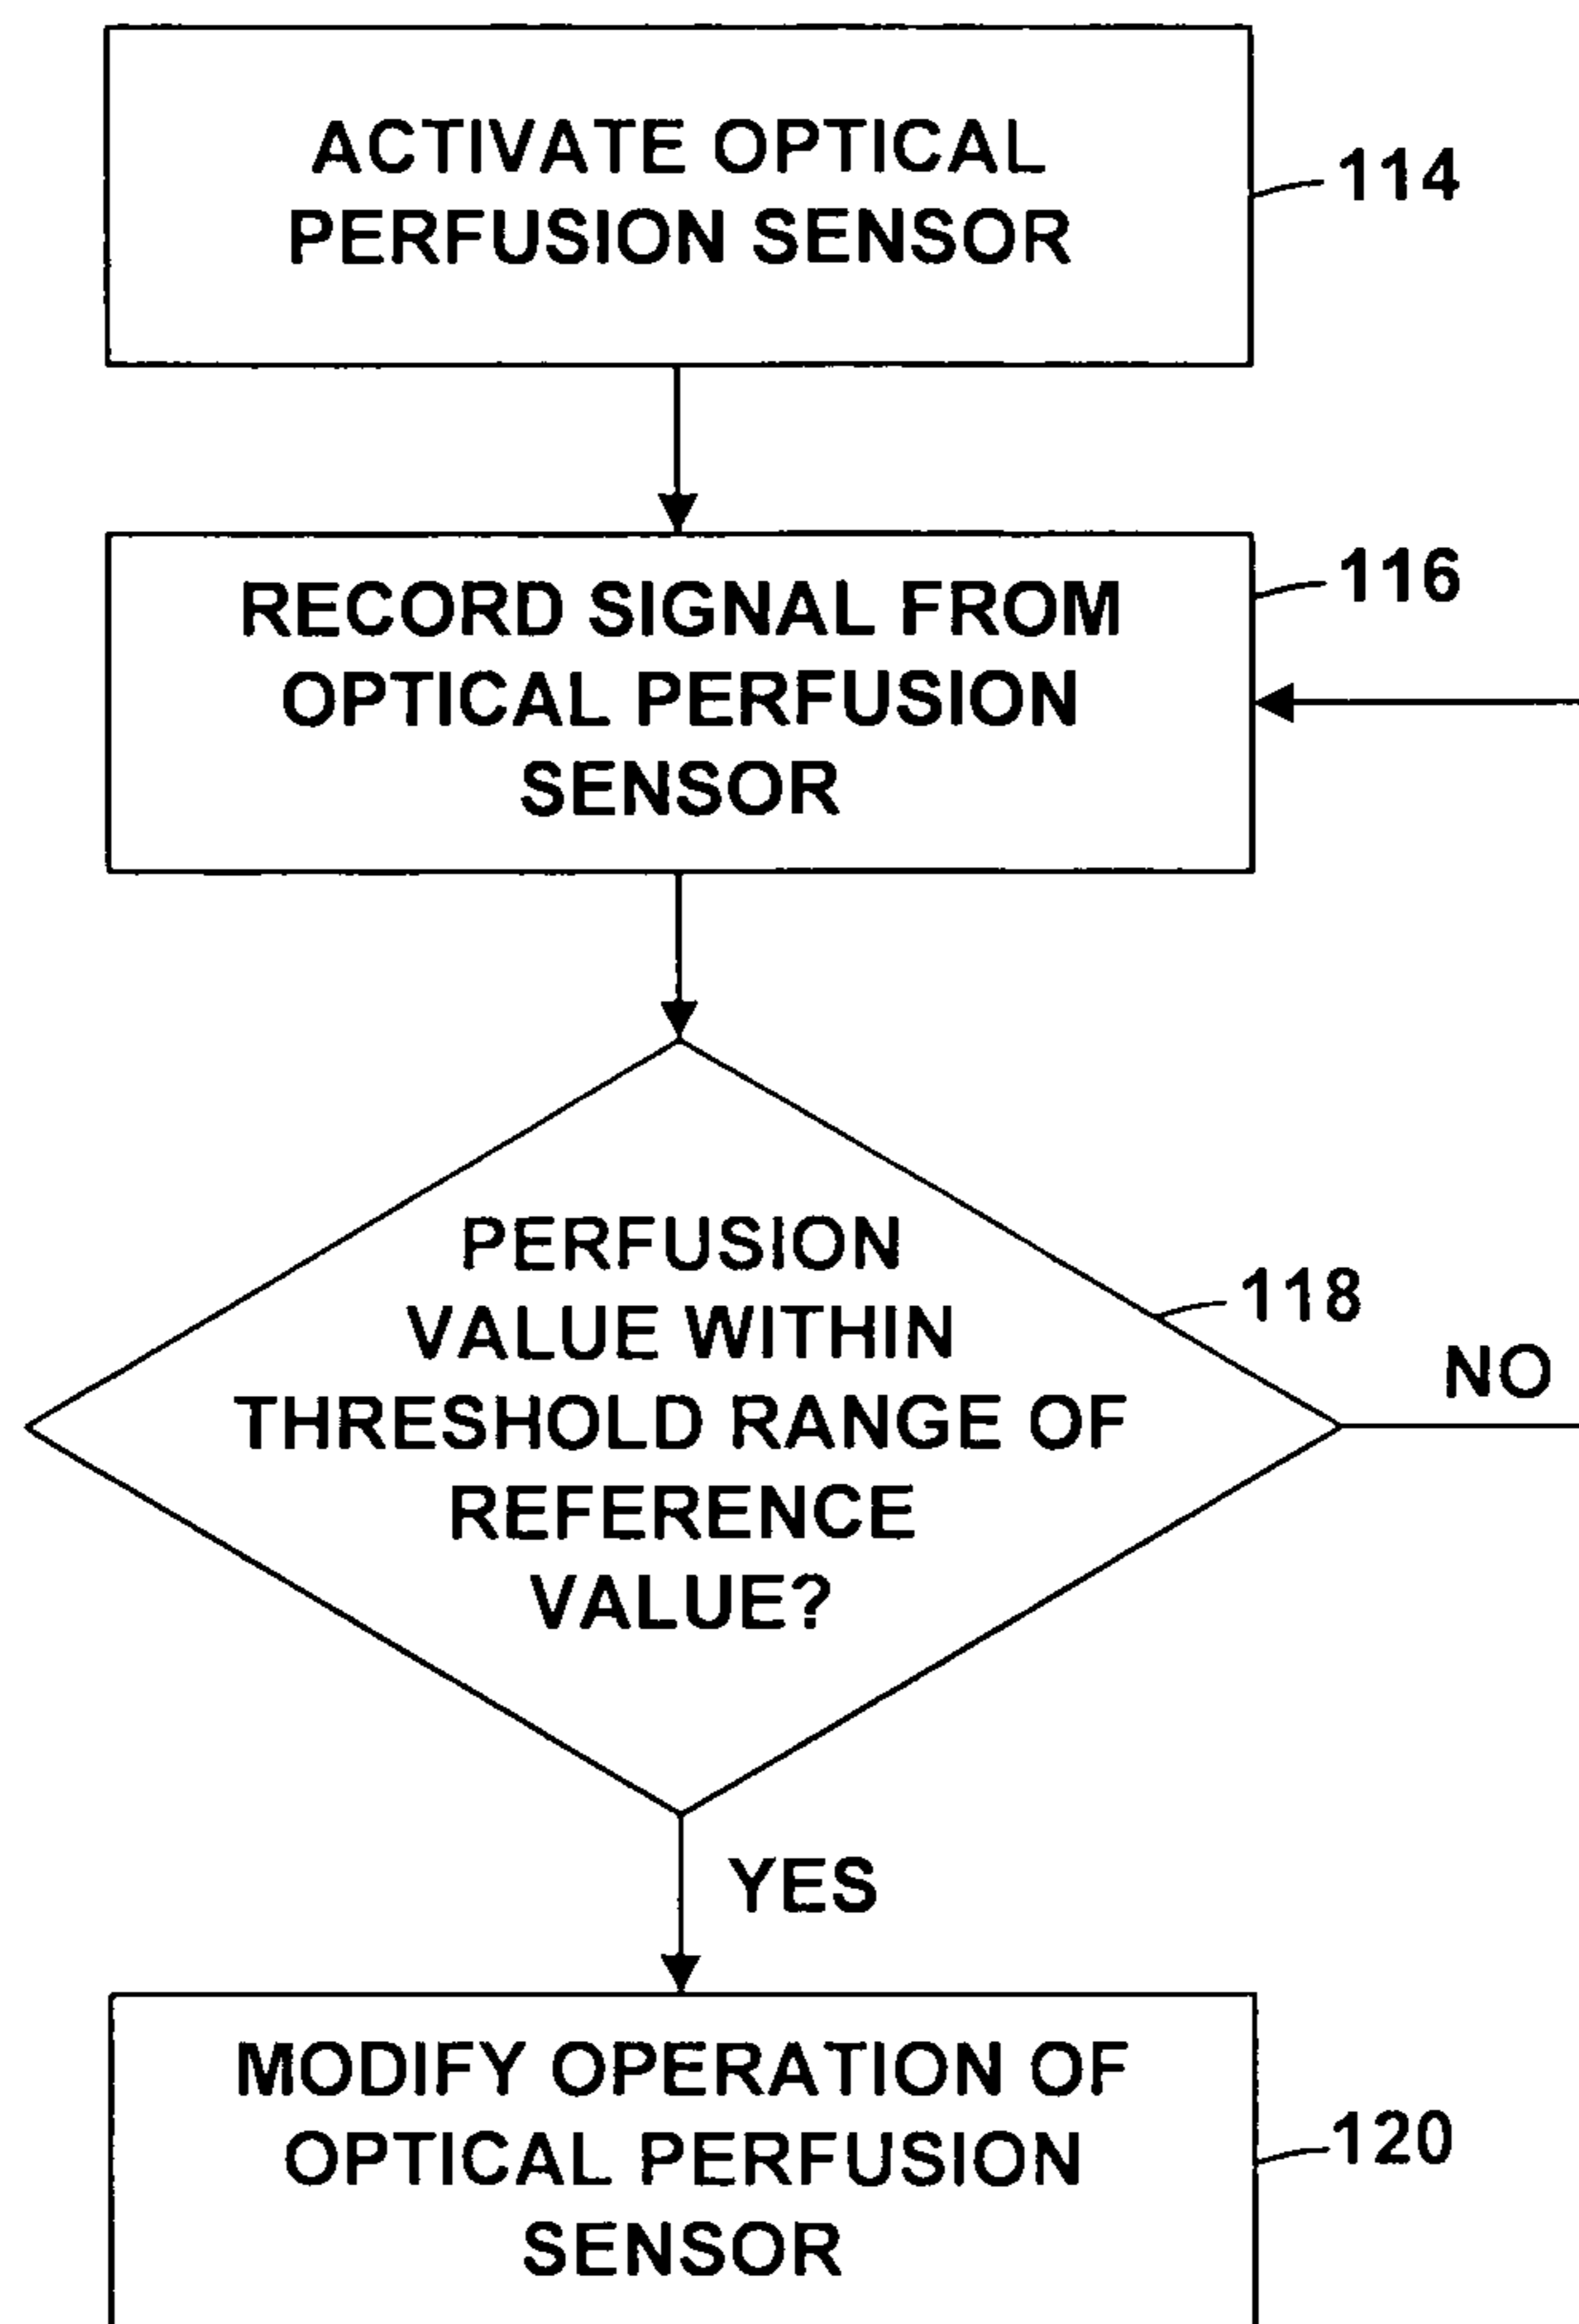 ACTIVATE OPTICAL
PERFUSION SENSOR
114
RECORD SIGNAL FROM
OPTICAL PERFUSION
SENSOR
116
PERFUSION
VALUE WITHIN
THRESHOLD RANGE OF
REFERENCE
VALUE?
118
NO
YES
MODIFY OPERATION OF
OPTICAL PERFUSION
SENSOR
120